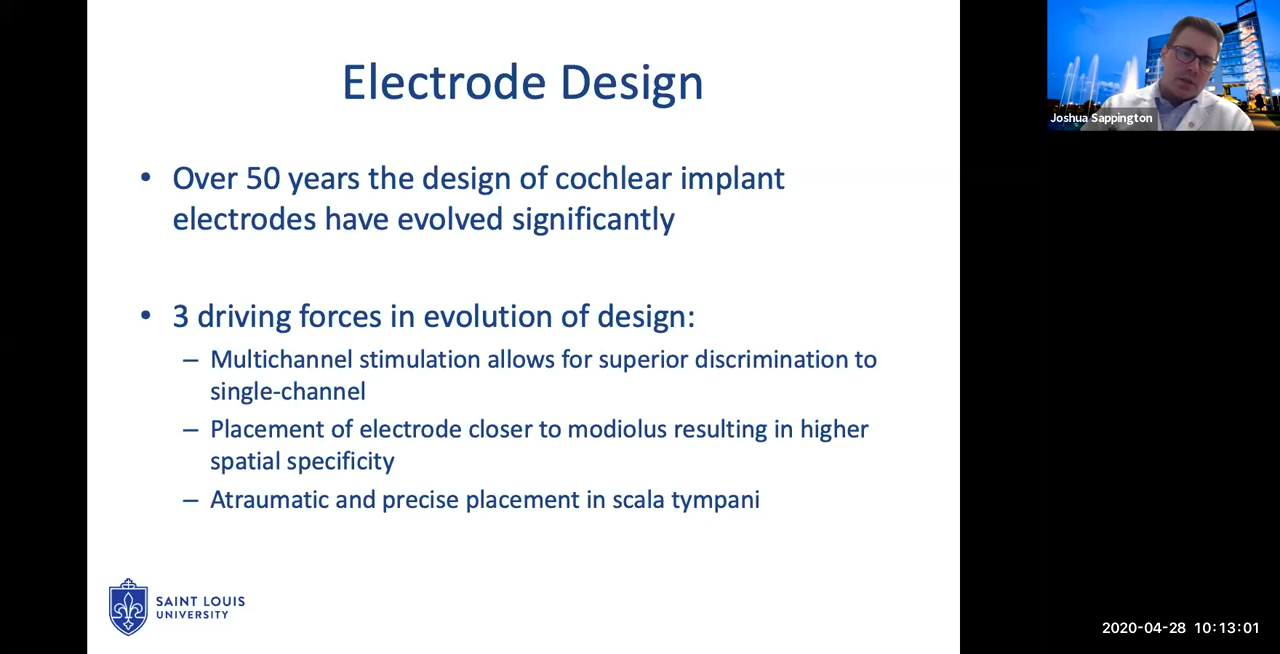 Electrode Design
• Over 50 years the design of cochlear implant
electrodes have evolved significantly
• 3 driving forces in evolution of design:
– Multichannel stimulation allows for superior discrimination to
single-channel
– Placement of electrode closer to modiolus resulting in higher
spatial specificity
– Atraumatic and precise placement in scala tympani
SAINT LOUIS
UNIVERSITY
Joshua Sappington
2020-04-28 10:13:01